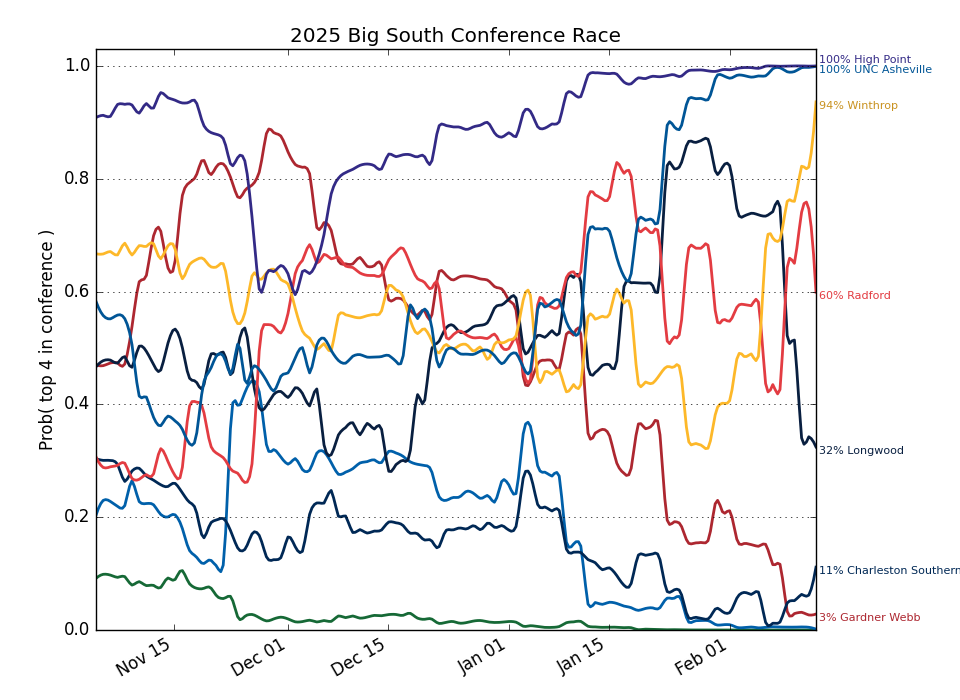 2025 Big South Conference Race
Prob( top 4 in conference )
1.0
0.8
0.6
0.4
0.2
0.0
Nov 15
Dec 01
Dec 15
Jan 01
Jan 15
Feb 01
100% High Point
100% UNC Asheville
94% Winthrop
60% Radford
32% Longwood
11% Charleston Southern
3% Gardner Webb